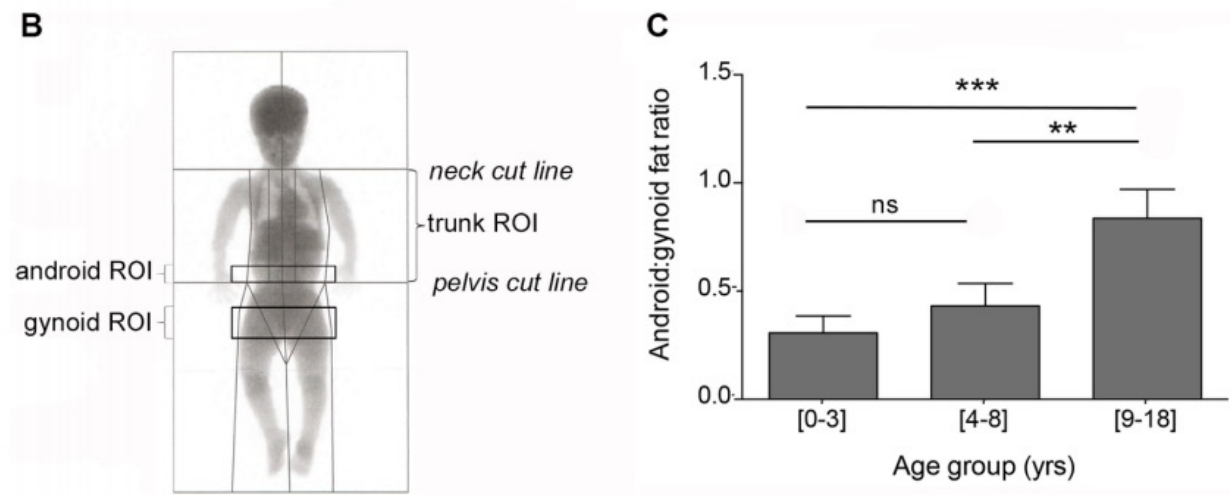 B
neck cut line
trunk ROI
android ROI
pelvis cut line
gynoid ROI
C
Android:gynoid fat ratio
1.5
1.0
0.5
0.0
***
**
ns
[0-3]
[4-8]
[9-18]
Age group (yrs)